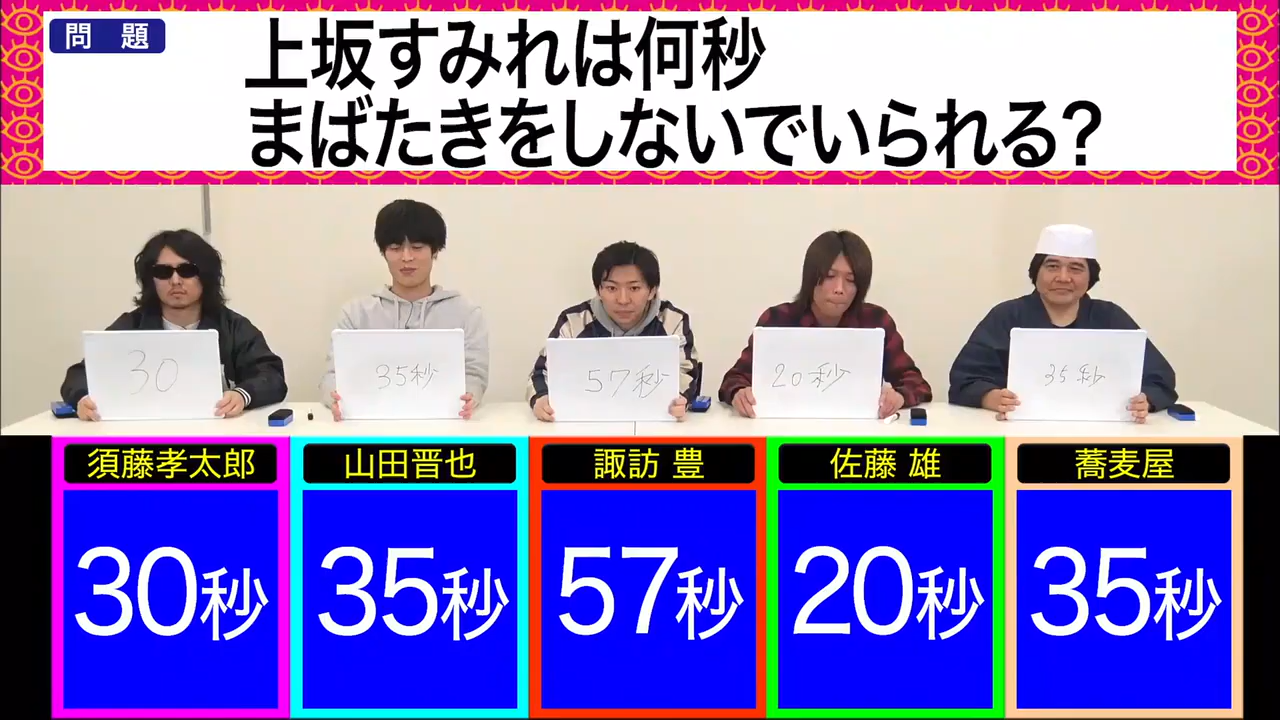 問 題
上坂すみれは何秒
まばたきをしないでいられる?
30
35秒
57秒
20秒
35秒
須藤孝太郎
山田晋也
諏訪 豊
佐藤 雄
蕎麦屋
30秒
35秒
57秒
20秒
35秒